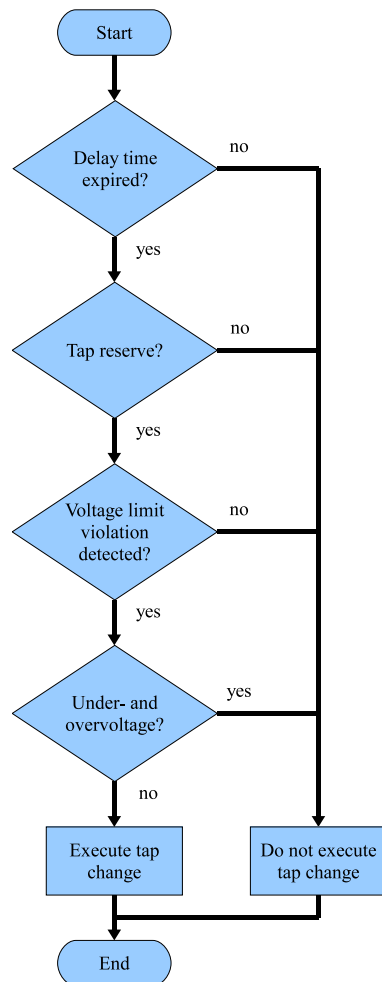 Start
Delay time
expired?
no
yes
Tap reserve?
no
yes
Voltage limit
violation
detected?
no
yes
Under- and
overvoltage?
yes
no
Execute tap
change
Do not execute
tap change
End